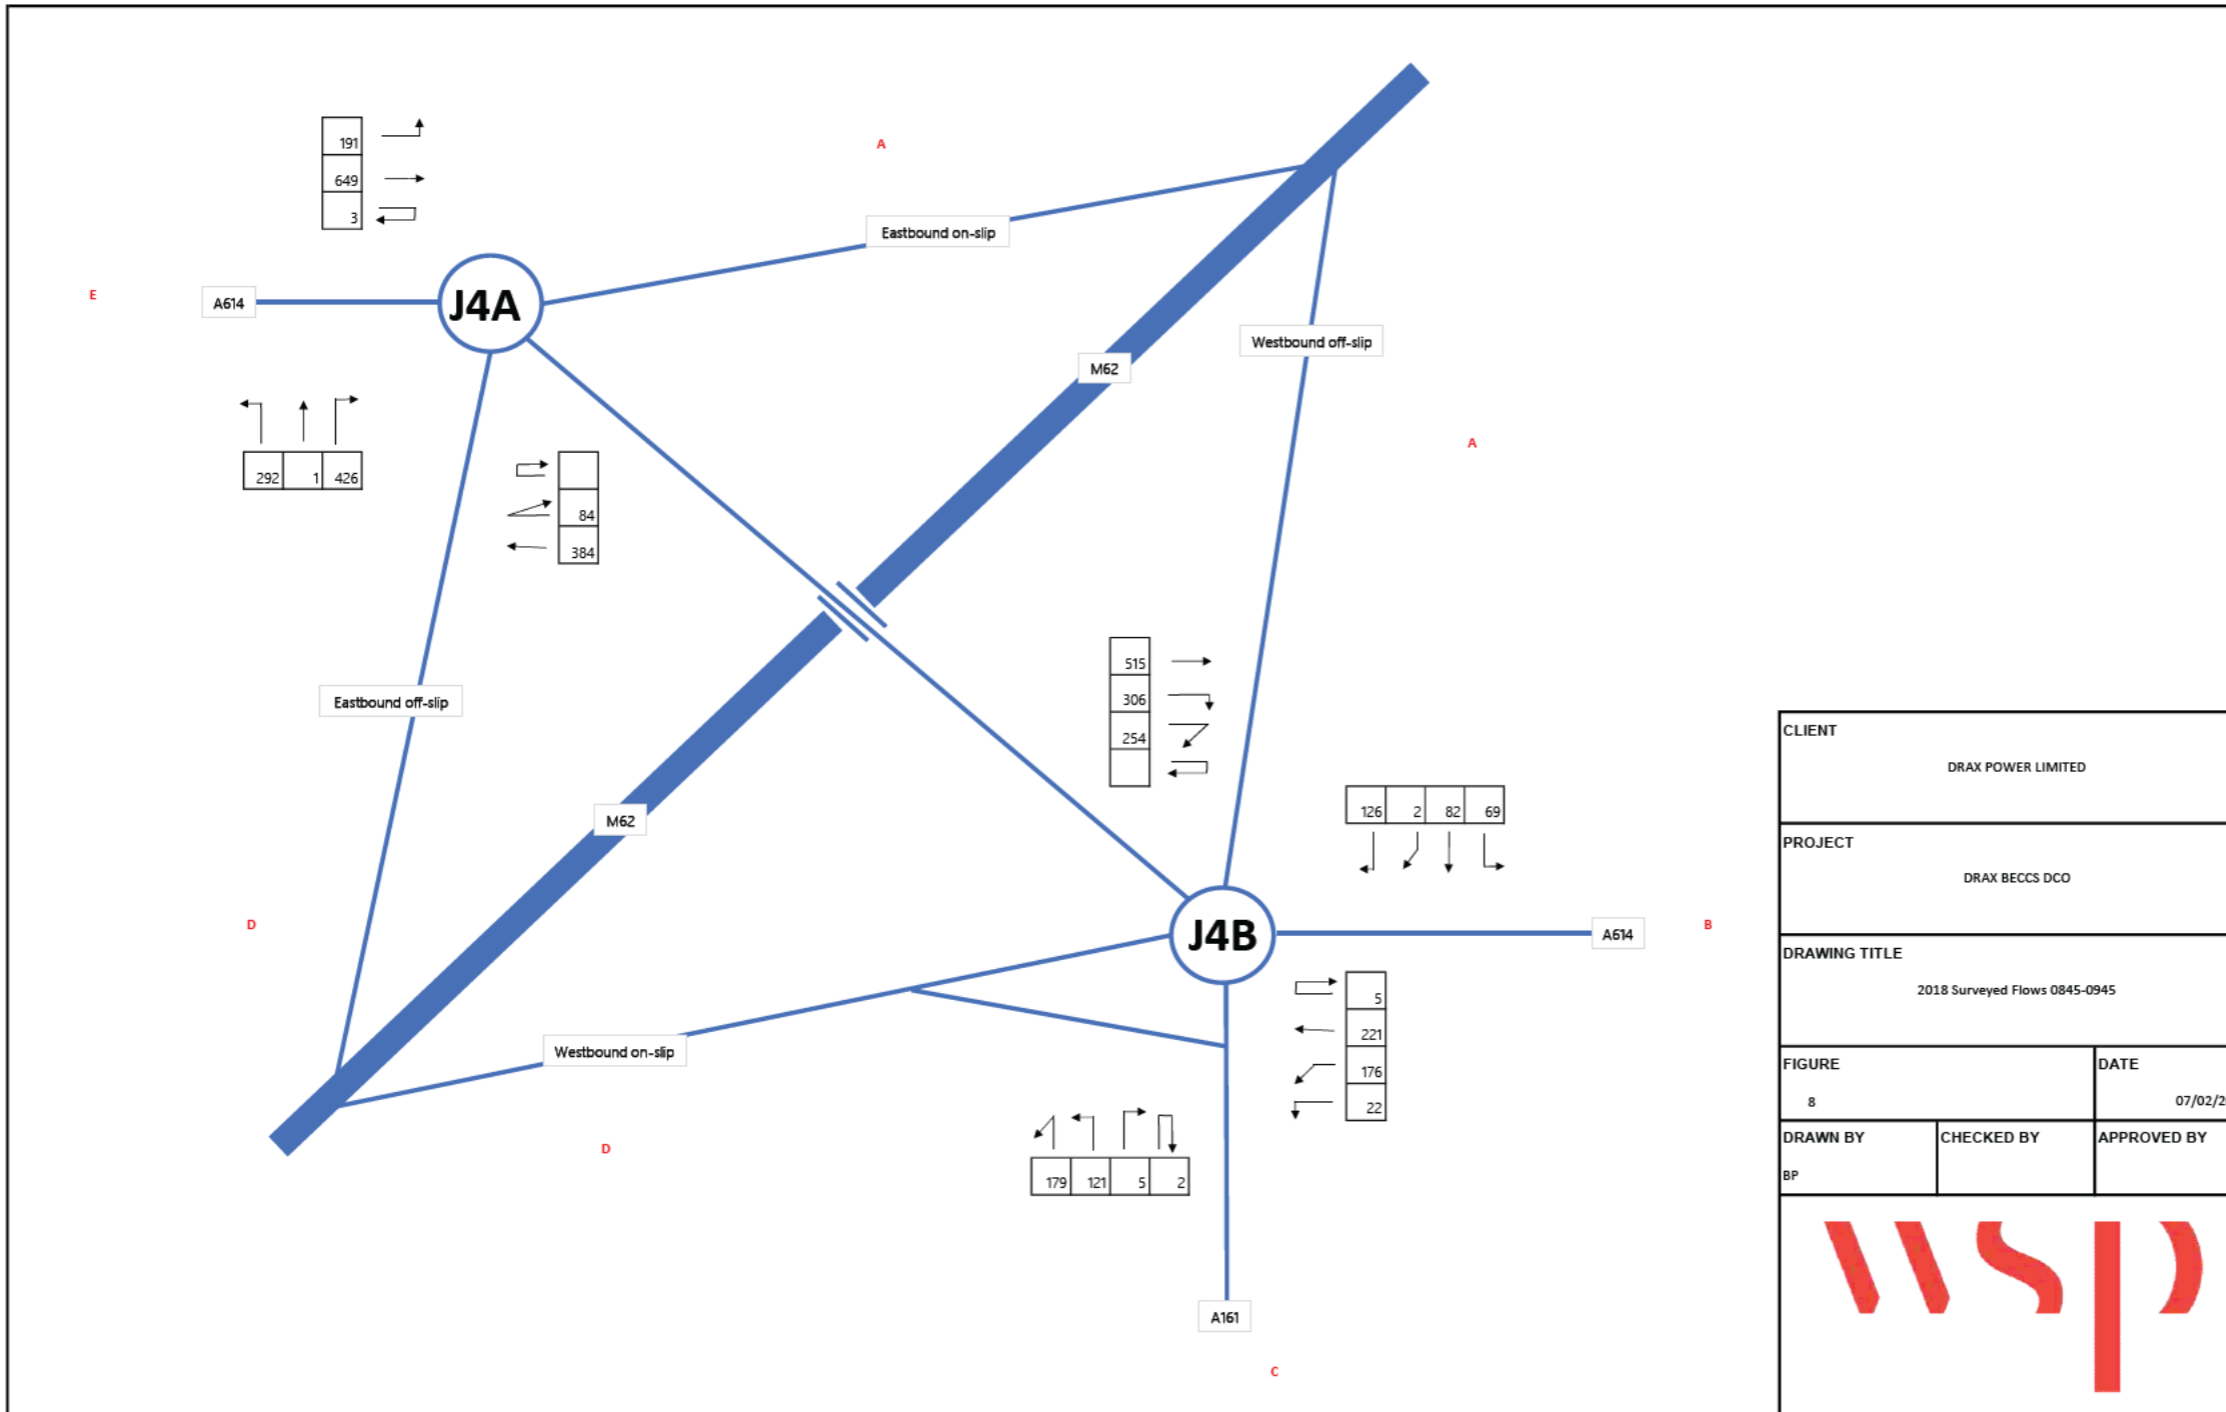 191
649
3
A
Eastbound on-slip
E
A614
J4A
Westbound off-slip
M62
A
292 1 426
84
384
515
306
254
Eastbound off-slip
M62
126 2 82 69
D
J4B
A614
B
5
221
176
22
Westbound on-slip
D
179 121 5 2
A161
C
CLIENT
DRAX POWER LIMITED
PROJECT
DRAX BECCS DCO
DRAWING TITLE
2018 Surveyed Flows 0845-0945
FIGURE DATE
8 07/02/2
DRAWN BY CHECKED BY APPROVED BY
BP
wsp